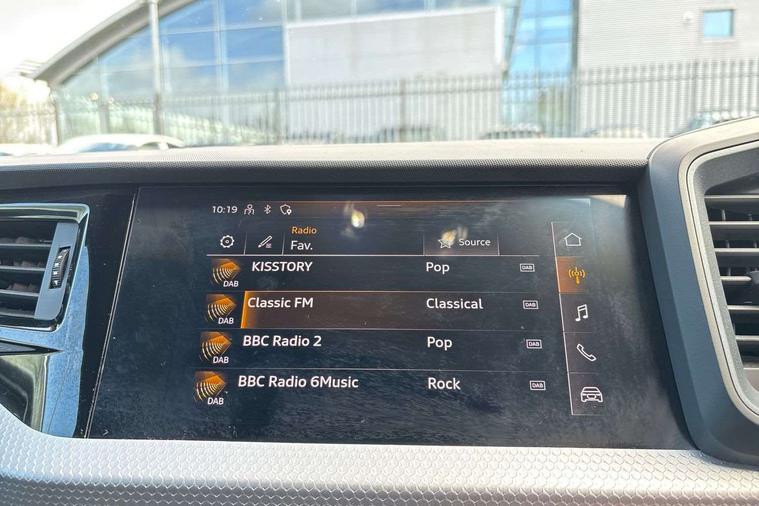 10:19
Radio
Fav.
Source
KISSTORY Pop DAB
DAB
Classic FM Classical DAB
DAB
BBC Radio 2 Pop DAB
DAB
BBC Radio 6Music Rock DAB
DAB